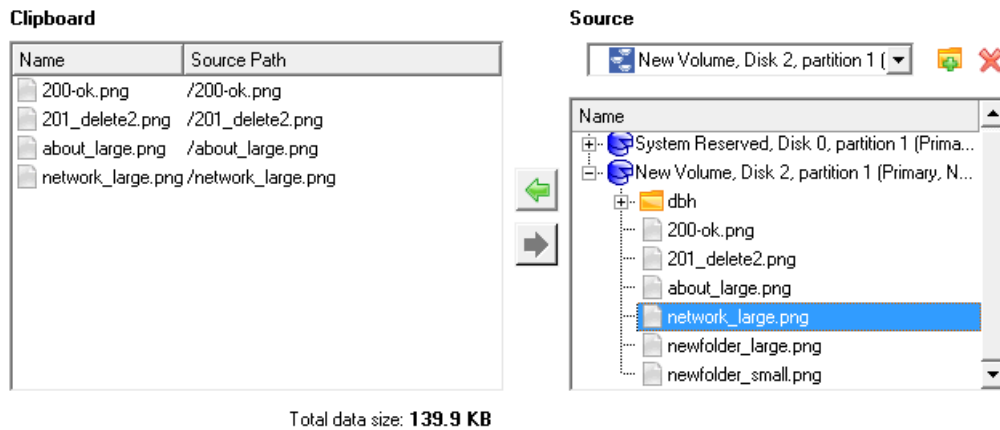 Clipboard
Name Source Path
200-ok.png /200-ok.png
201_delete2.png /201_delete2.png
about_large.png /about_large.png
network_large.png /network_large.png
Total data size: 139.9 KB
Source
New Volume, Disk 2, partition 1 (
Name
System Reserved, Disk 0, partition 1 (Prima...
New Volume, Disk 2, partition 1 (Primary, N...
dbh
200-ok.png
201_delete2.png
about_large.png
network_large.png
newfolder_large.png
newfolder_small.png